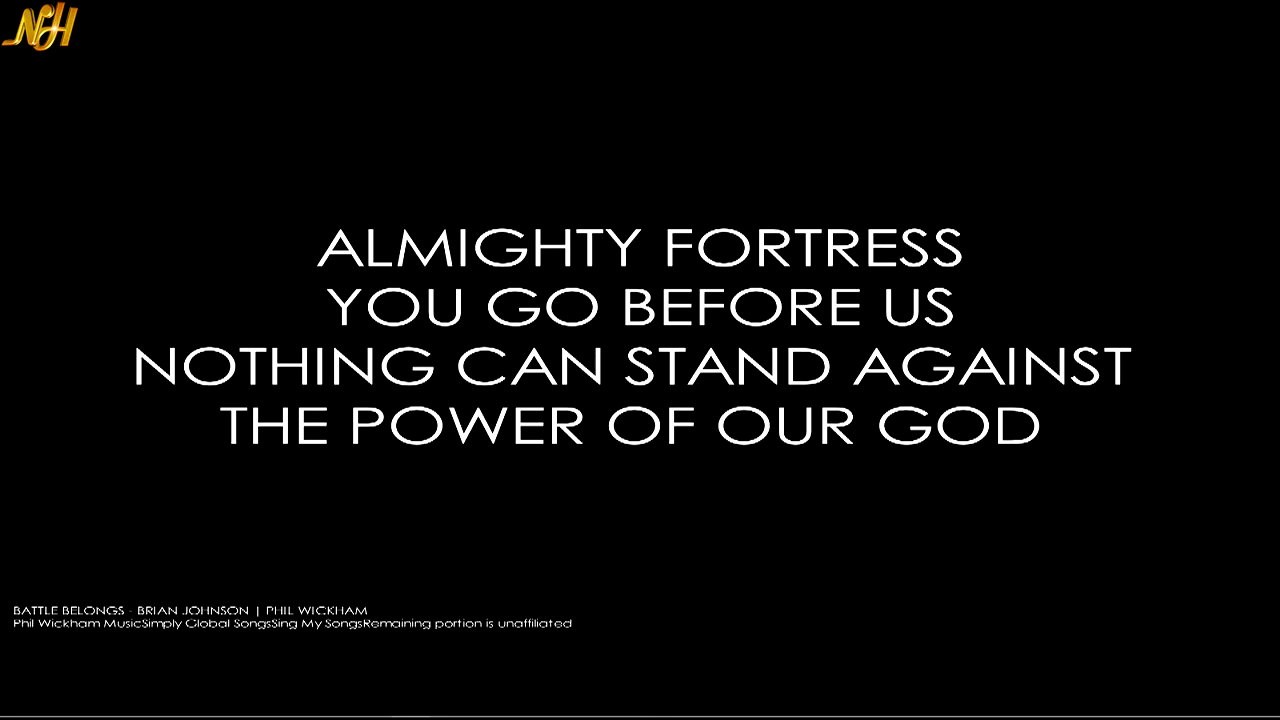 NH
ALMIGHTY FORTRESS
YOU GO BEFORE US
NOTHING CAN STAND AGAINST
THE POWER OF OUR GOD
BATTLE BELONGS - BRIAN JOHNSON | PHIL WICKHAM
Phil Wickham MusicSimply Global SongsSing My SongsRemaining portion is unaffiliated